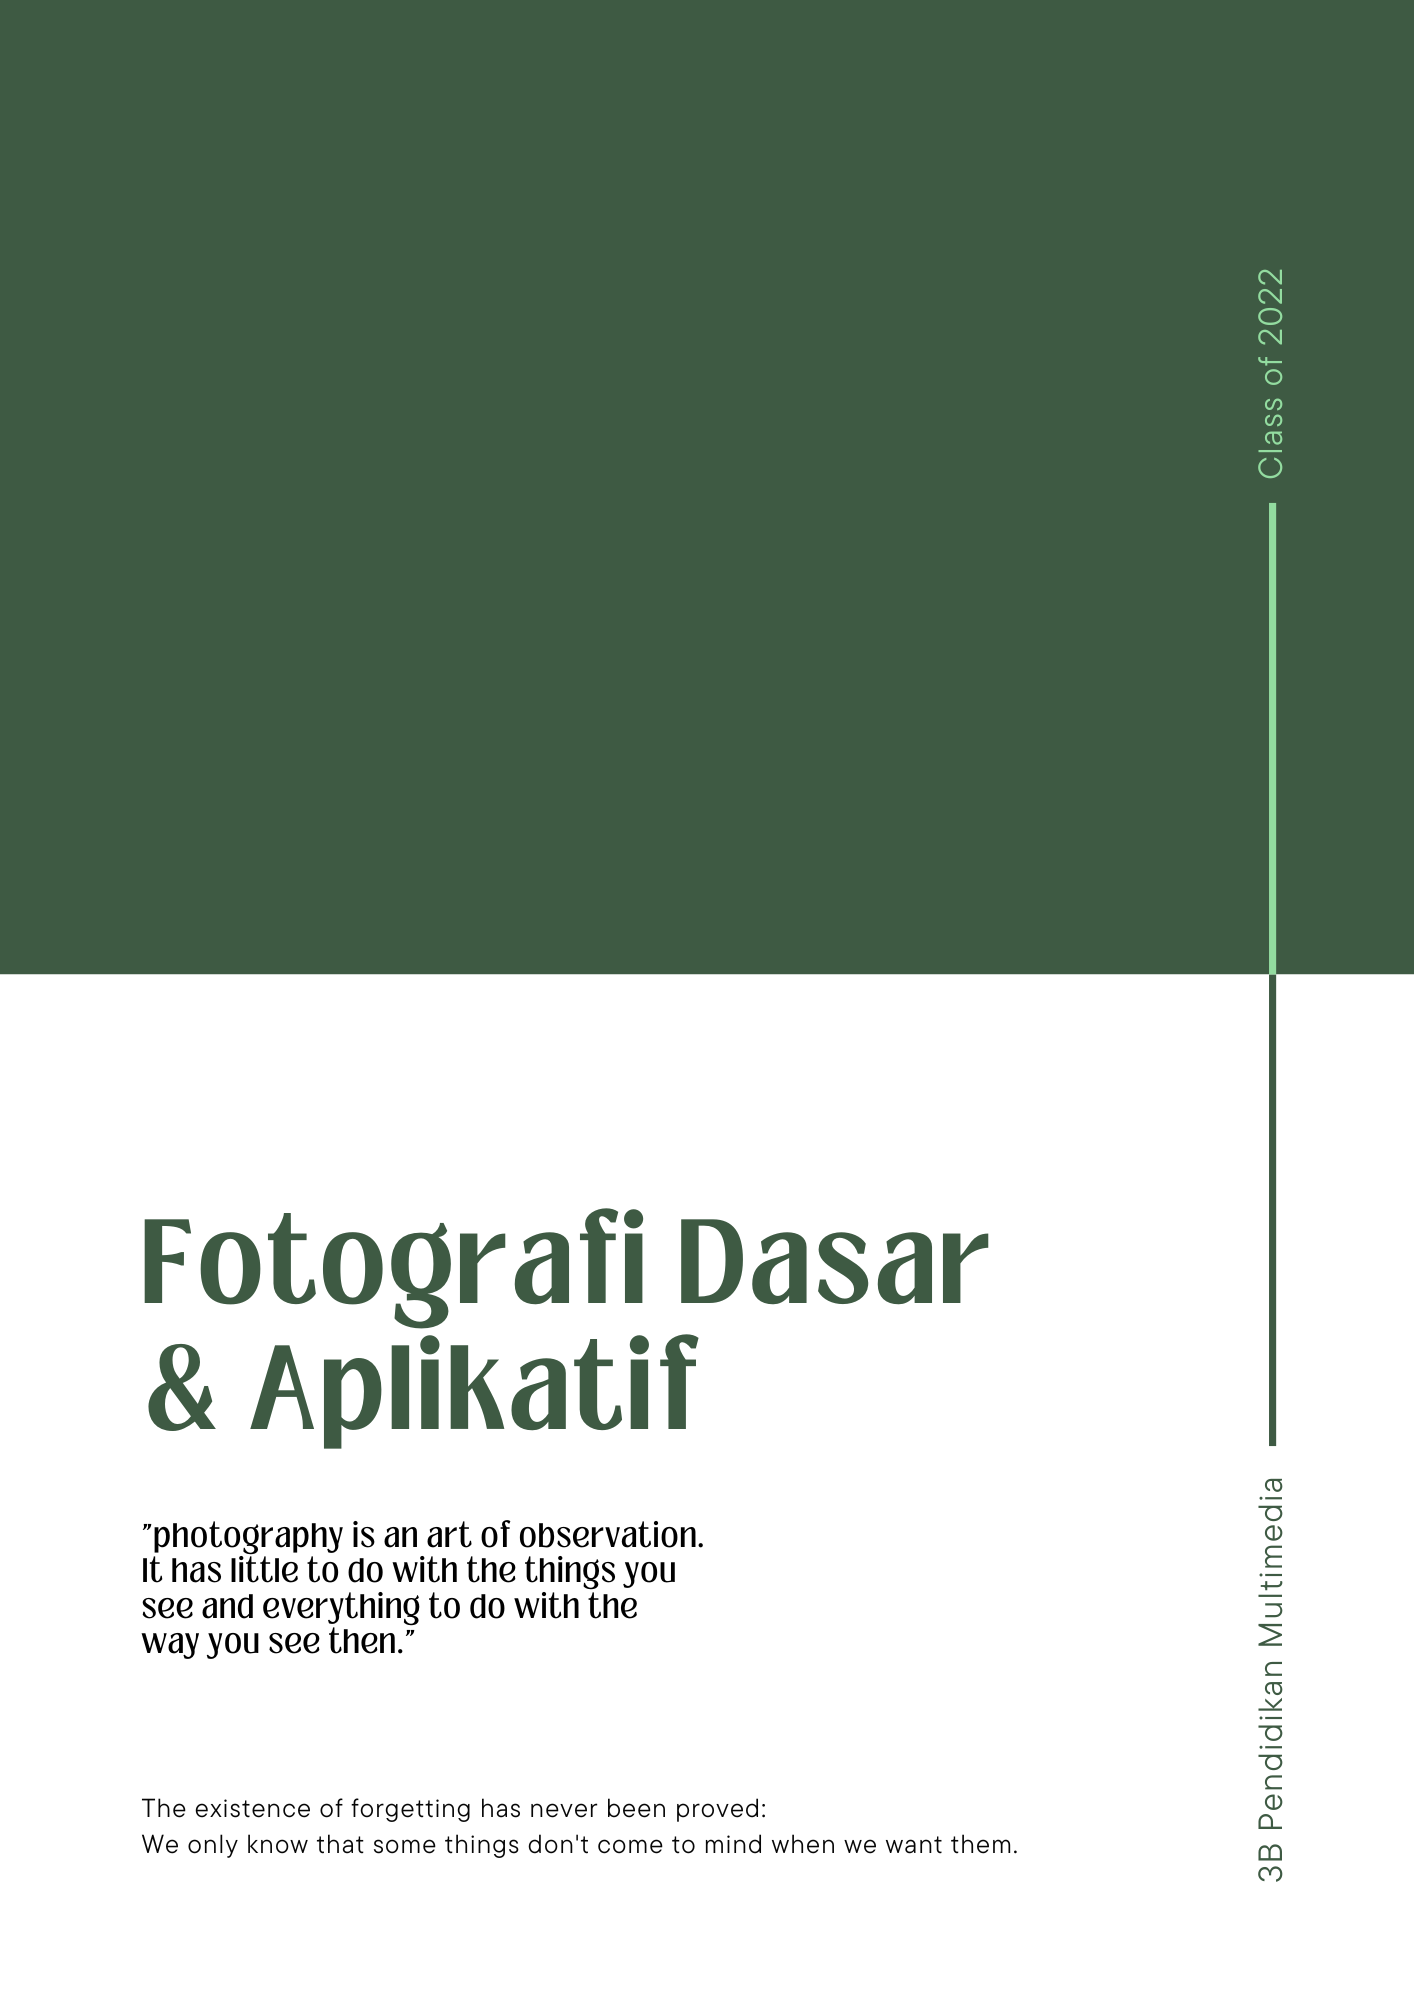 Class of 2022
Fotografi Dasar
& Aplikatif
"photography is an art of observation.
It has little to do with the things you
see and everything to do with the
way you see then."
The existence of forgetting has never been proved:
We only know that some things don't come to mind when we want them.
3B Pendidikan Multimedia